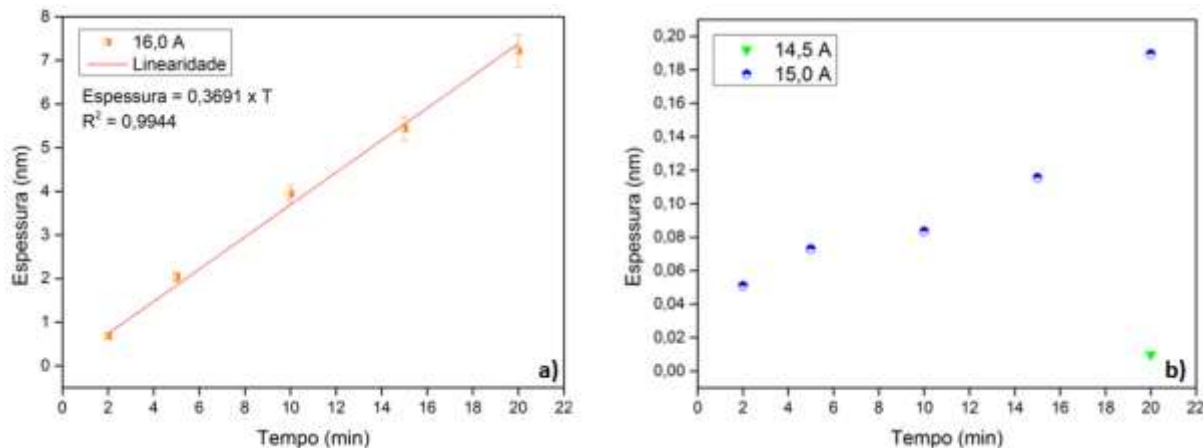 8
7
6
5
4
3
2
1
0
Espessura (nm)
16,0 A
Linearidade
Espessura = 0,3691 x T
R² = 0,9944
a)
0 2 4 6 8 10 12 14 16 18 20 22
Tempo (min)
0,20
0,18
0,16
0,14
0,12
0,10
0,08
0,06
0,04
0,02
0,00
Espessura (nm)
14,5 A
15,0 A
b)
0 2 4 6 8 10 12 14 16 18 20 22
Tempo (min)